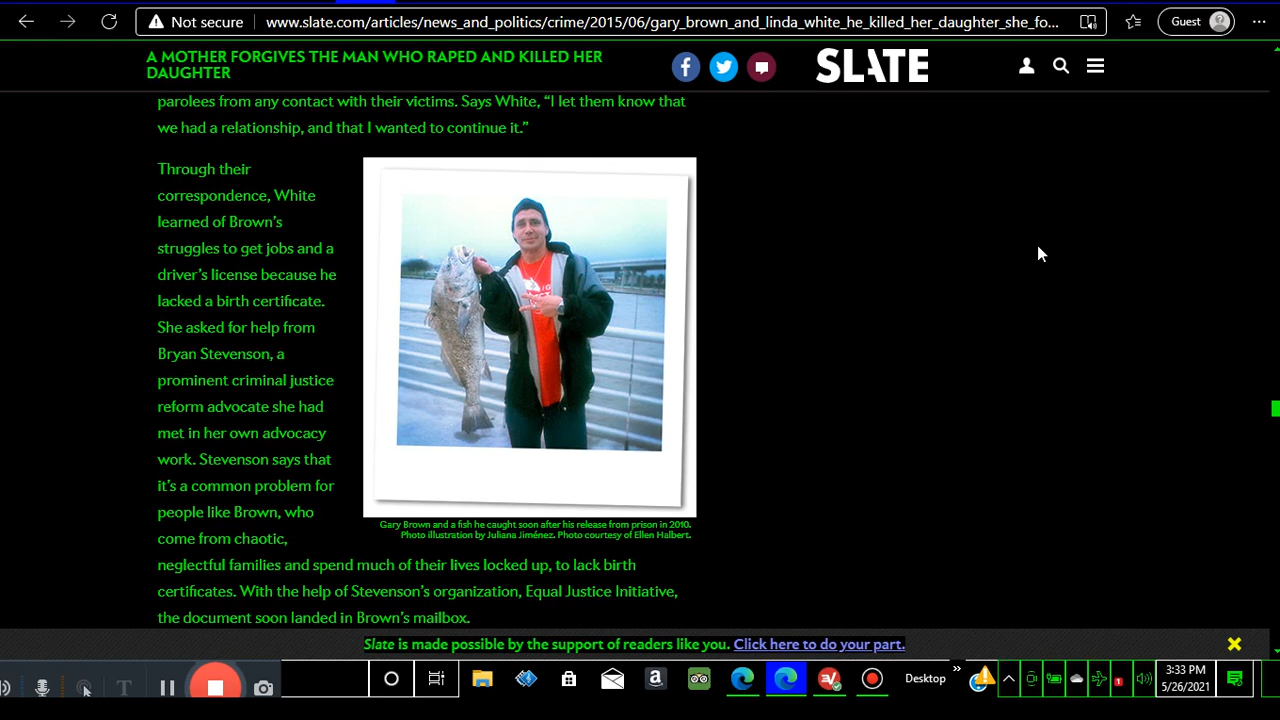 Not secure
www.slate.com/articles/news_and_politics/crime/2015/06/gary_brown_and_linda_white_he_killed_her_daughter_she_fo...
Guest
A MOTHER FORGIVES THE MAN WHO RAPED AND KILLED HER
DAUGHTER
SLATE
parolees from any contact with their victims. Says White, “I let them know that
we had a relationship, and that I wanted to continue it.”
Through their
correspondence, White
learned of Brown’s
struggles to get jobs and a
driver’s license because he
lacked a birth certificate.
She asked for help from
Bryan Stevenson, a
prominent criminal justice
reform advocate she had
met in her own advocacy
work. Stevenson says that
it’s a common problem for
people like Brown, who
come from chaotic,
neglectful families and spend much of their lives locked up, to lack birth
certificates. With the help of Stevenson’s organization, Equal Justice Initiative,
the document soon landed in Brown’s mailbox.
Gary Brown and a fish he caught soon after his release from prison in 2010.
Photo illustration by Juliana Jiménez. Photo courtesy of Ellen Halbert.
Slate is made possible by the support of readers like you. Click here to do your part.
Desktop
3:33 PM
5/26/2021